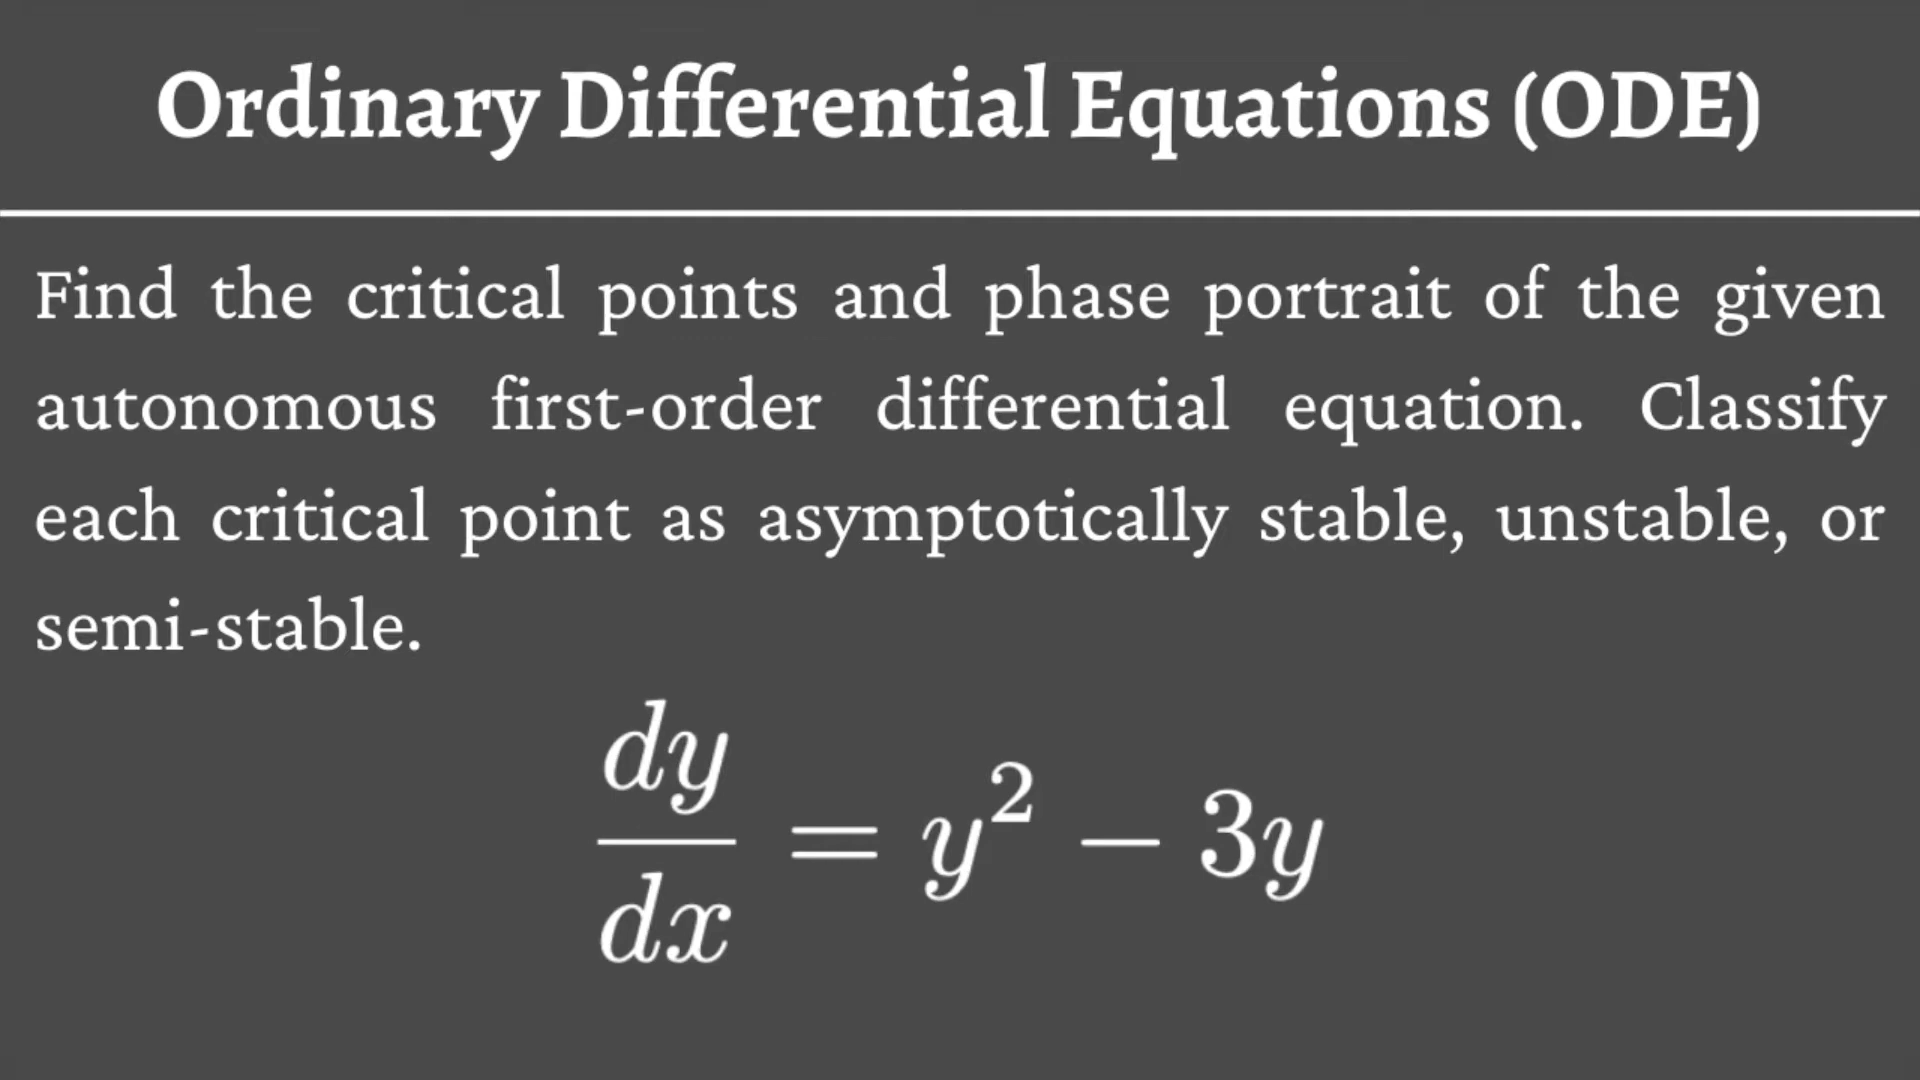 Ordinary Differential Equations (ODE)
Find the critical points and phase portrait of the given
autonomous first-order differential equation. Classify
each critical point as asymptotically stable, unstable, or
semi-stable.
dy/dx = y² − 3y